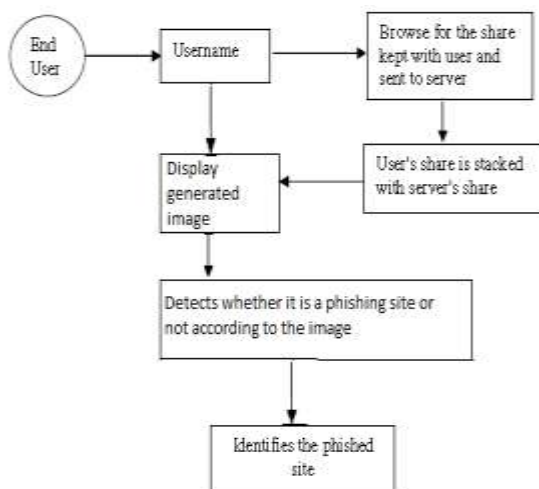 End
User
Username
Browse for the share
kept with user and
sent to server
User's share is stacked
with server's share
Display
generated
image
Detects whether it is a phishing site or
not according to the image
Identifies the phished
site